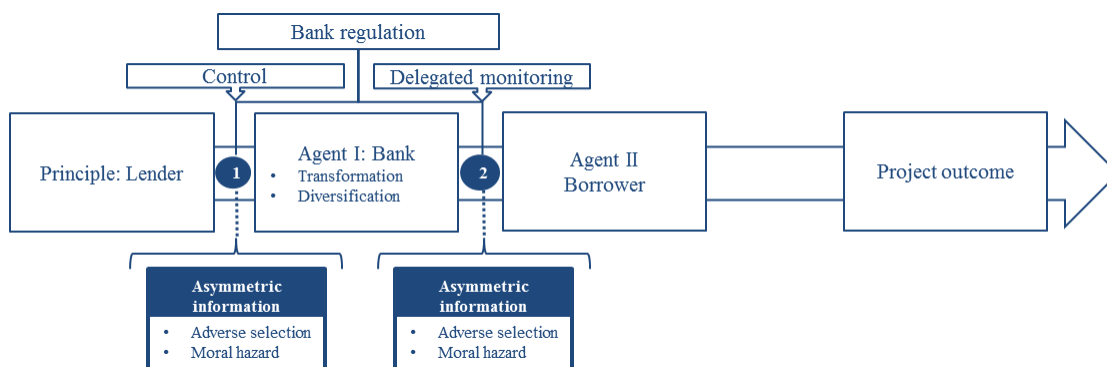 Bank regulation
Control
Delegated monitoring
Principle: Lender
1
Agent I: Bank
• Transformation
• Diversification
2
Agent II
Borrower
Project outcome
Asymmetric
information
• Adverse selection
• Moral hazard
Asymmetric
information
• Adverse selection
• Moral hazard